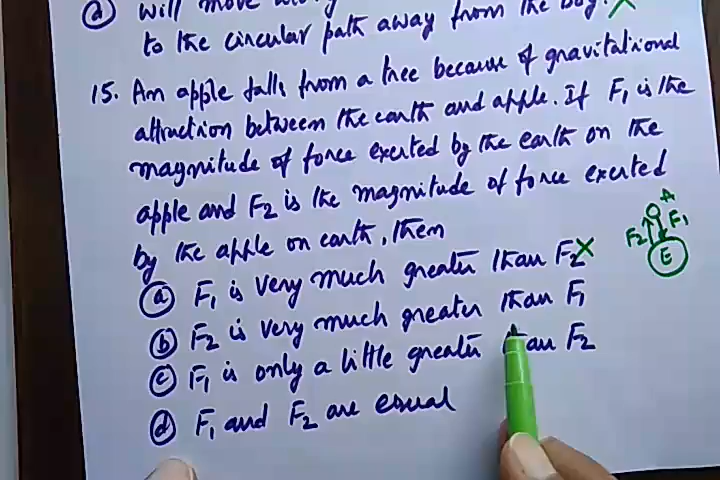 (d) Will move along
to the circular path away from the boy. X
15. An apple falls from a tree because of gravitational
attraction between the earth and apple. If F₁ is the
magnitude of force exerted by the earth on the
apple and F₂ is the magnitude of force exerted
by the apple on earth, then
(a) F₁ is very much greater than F₂ X
(b) F₂ is very much greater than F₁
(c) F₁ is only a little greater than F₂
(d) F₁ and F₂ are equal
A
F₂ F₁
E